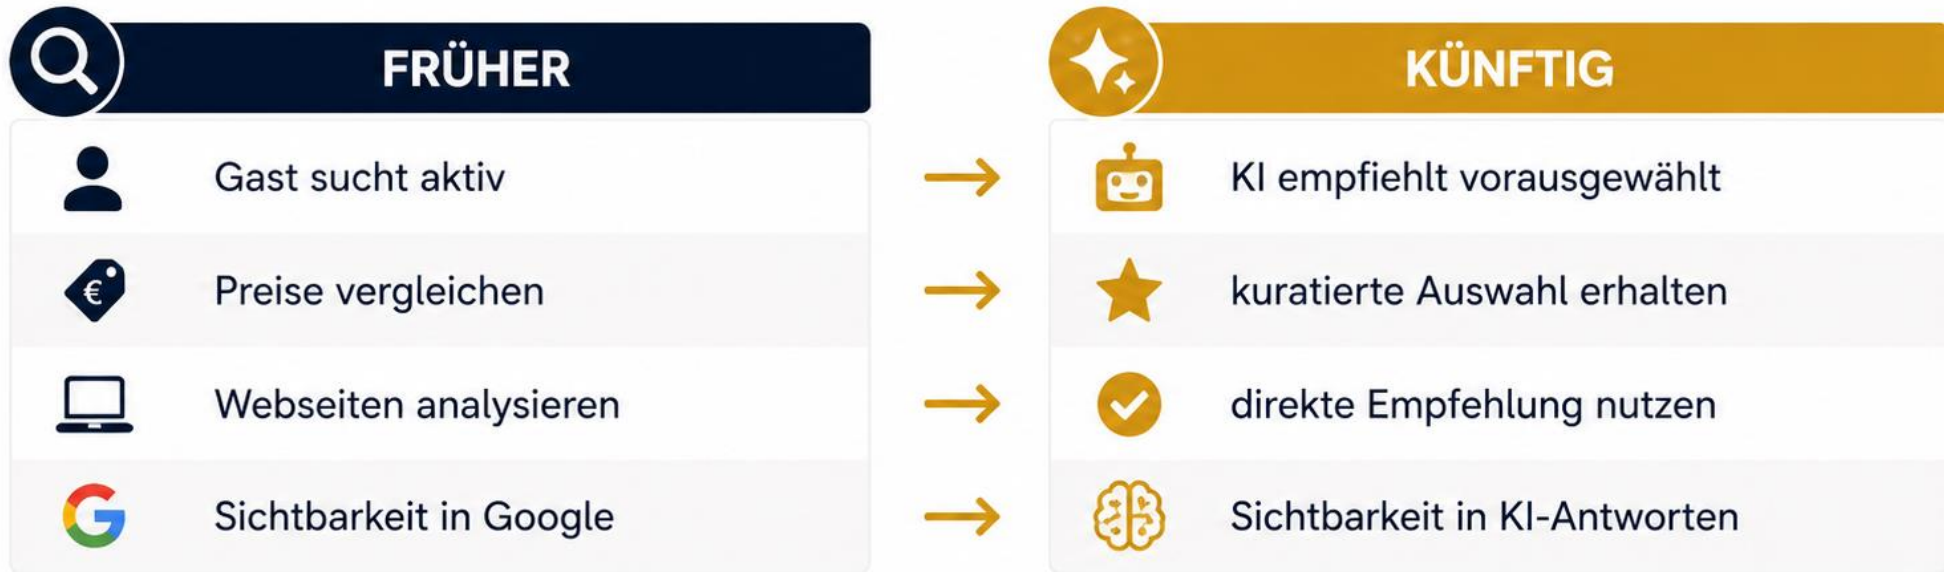 FRÜHER
KÜNFTIG
Gast sucht aktiv
KI empfiehlt vorausgewählt
€
Preise vergleichen
kuratierte Auswahl erhalten
Webseiten analysieren
direkte Empfehlung nutzen
G
Sichtbarkeit in Google
Sichtbarkeit in KI-Antworten